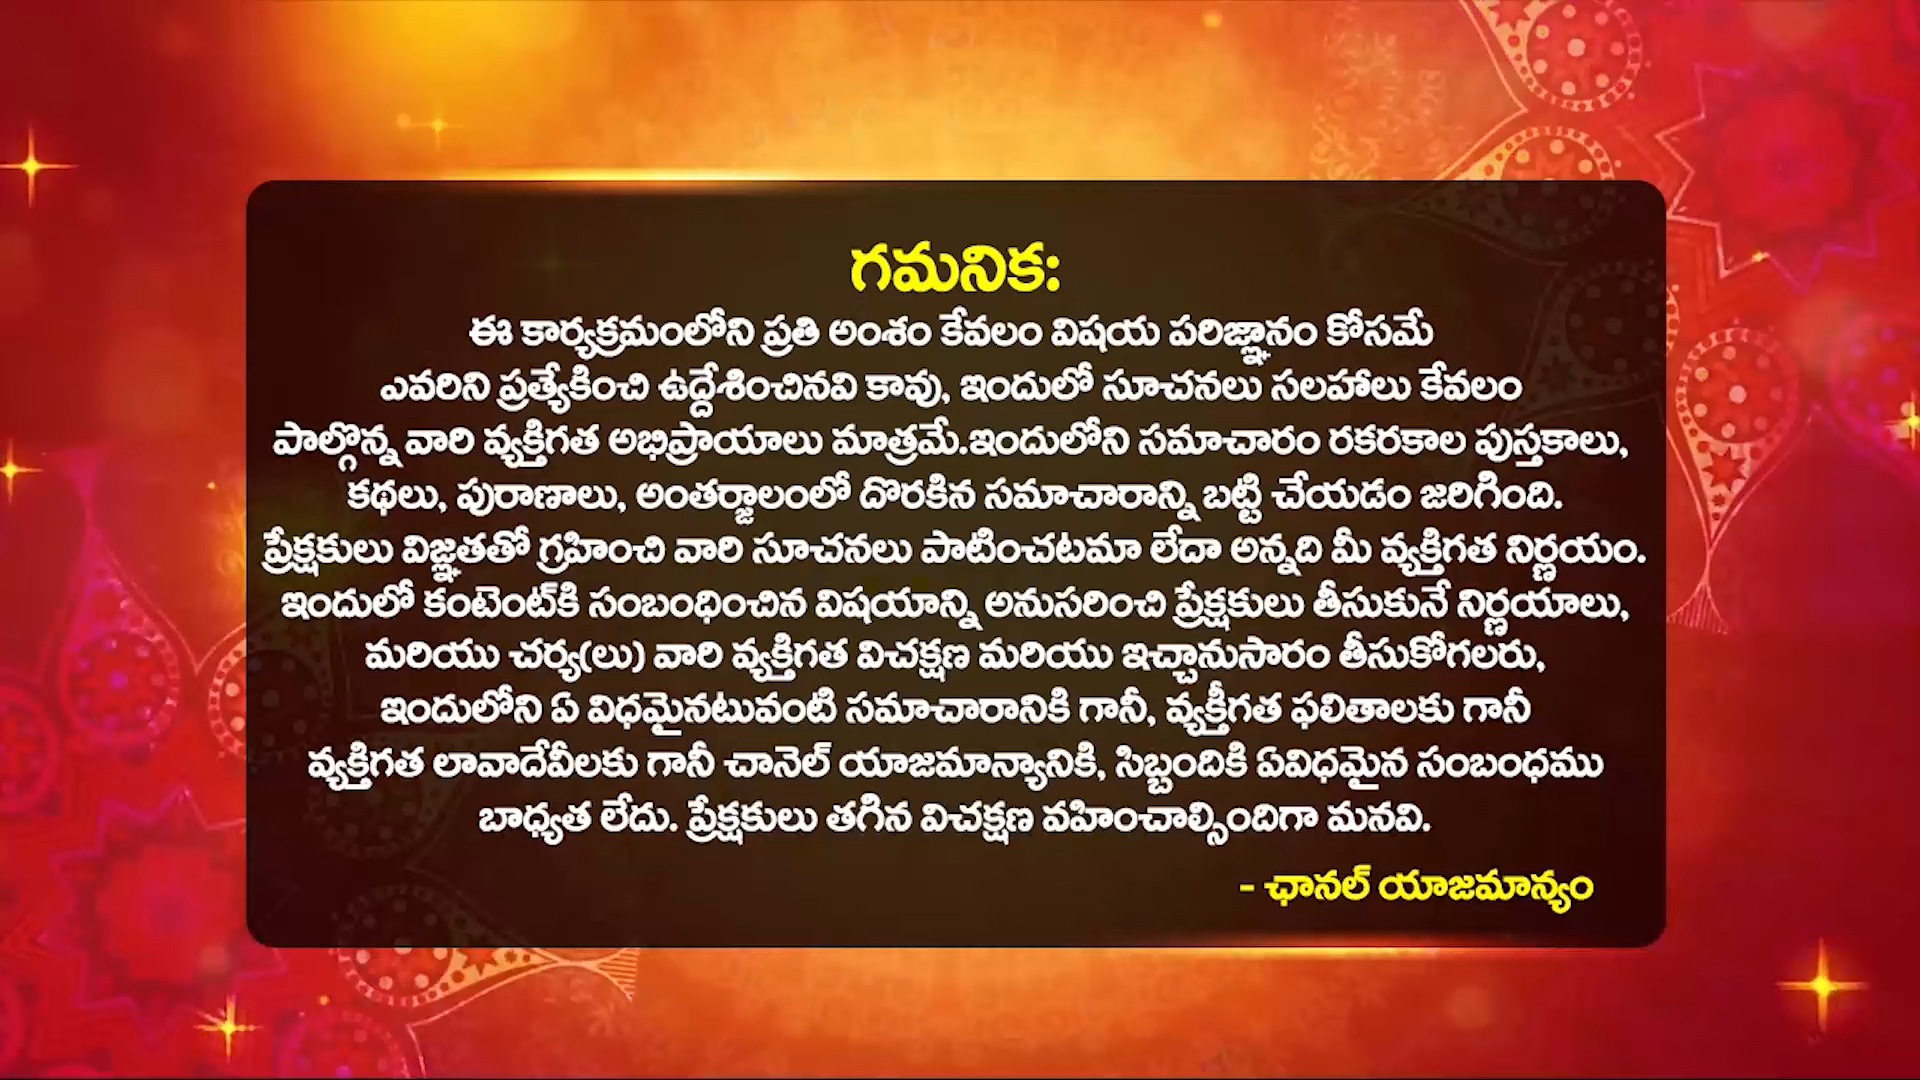 గమనిక:
ఈ కార్యక్రమంలోని ప్రతి అంశం కేవలం విషయ పరిజ్ఞానం కోసమే
ఎవరిని ప్రత్యేకించి ఉద్దేశించినవి కావు, ఇందులో సూచనలు సలహాలు కేవలం
పాల్గొన్న వారి వ్యక్తిగత అభిప్రాయాలు మాత్రమే.ఇందులోని సమాచారం రకరకాల పుస్తకాలు,
కథలు, పురాణాలు, అంతర్జాలంలో దొరకిన సమాచారాన్ని బట్టి చేయడం జరిగింది.
ప్రేక్షకులు విజ్ఞతతో గ్రహించి వారి సూచనలు పాటించటమా లేదా అన్నది మీ వ్యక్తిగత నిర్ణయం.
ఇందులో కంటెంట్‌కి సంబంధించిన విషయాన్ని అనుసరించి ప్రేక్షకులు తీసుకునే నిర్ణయాలు,
మరియు చర్య(లు) వారి వ్యక్తిగత విచక్షణ మరియు ఇచ్చానుసారం తీసుకోగలరు,
ఇందులోని ఏ విధమైనటువంటి సమాచారానికి గానీ, వ్యక్తీగత ఫలితాలకు గానీ
వ్యక్తిగత లావాదేవీలకు గానీ చానెల్ యాజమాన్యానికి, సిబ్బందికి ఏవిధమైన సంబంధము
బాధ్యత లేదు. ప్రేక్షకులు తగిన విచక్షణ వహించాల్సిందిగా మనవి.
- ఛానల్ యాజమాన్యం